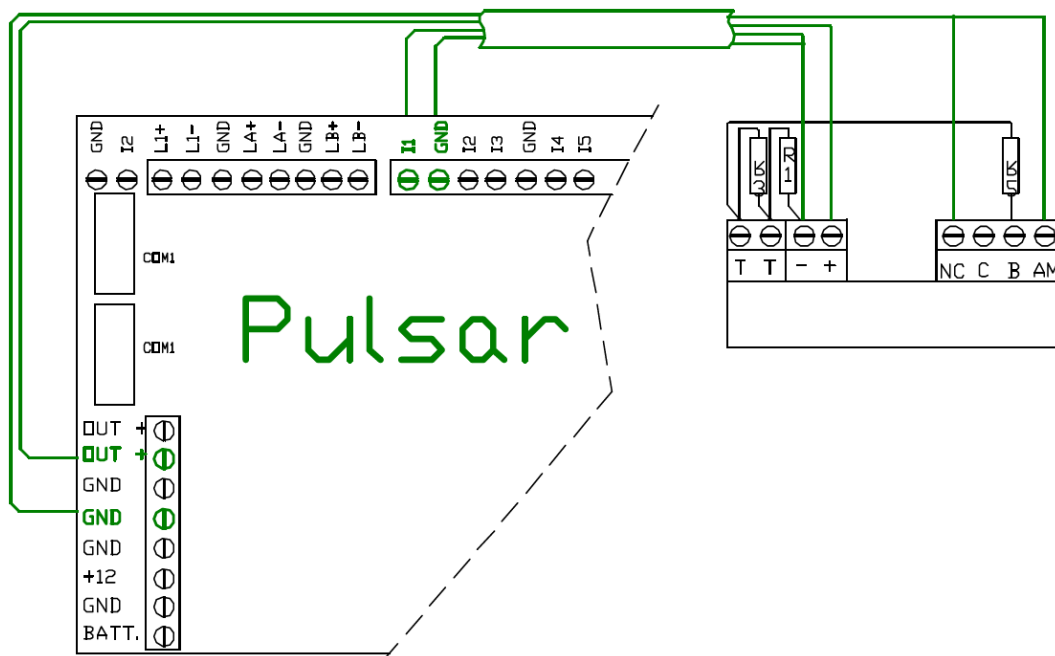 GND I2 L1+ L1- GND LA+ LA- GND LB+ LB- I1 GND I2 I3 GND I4 I5
R1
COM1
T T - + NC C B AM
Pulsar
COM1
OUT +
OUT +
GND
GND
GND
+12
GND
BATT.